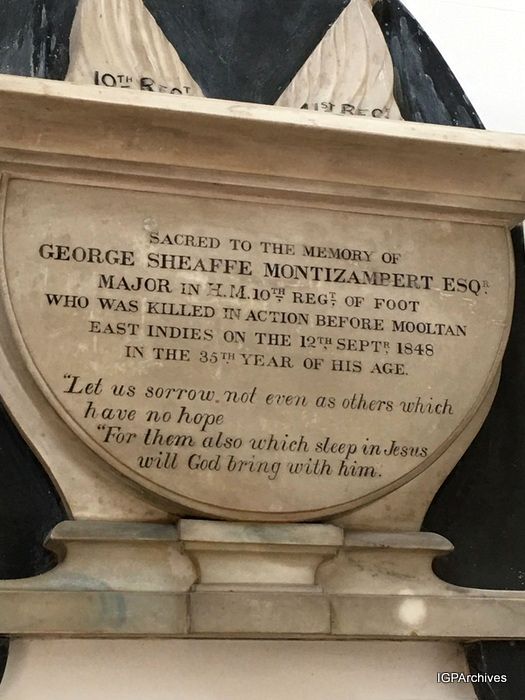 10TH REGT
41ST REGT
SACRED TO THE MEMORY OF
GEORGE SHEAFFE MONTIZAMBERT ESQR.
MAJOR IN H.M. 10TH REGT. OF FOOT
WHO WAS KILLED IN ACTION BEFORE MOOLTAN
EAST INDIES ON THE 12TH SEPTR 1848
IN THE 35TH YEAR OF HIS AGE.
"Let us sorrow not even as others which
have no hope
"For them also which sleep in Jesus
will God bring with him.
IGPArchives